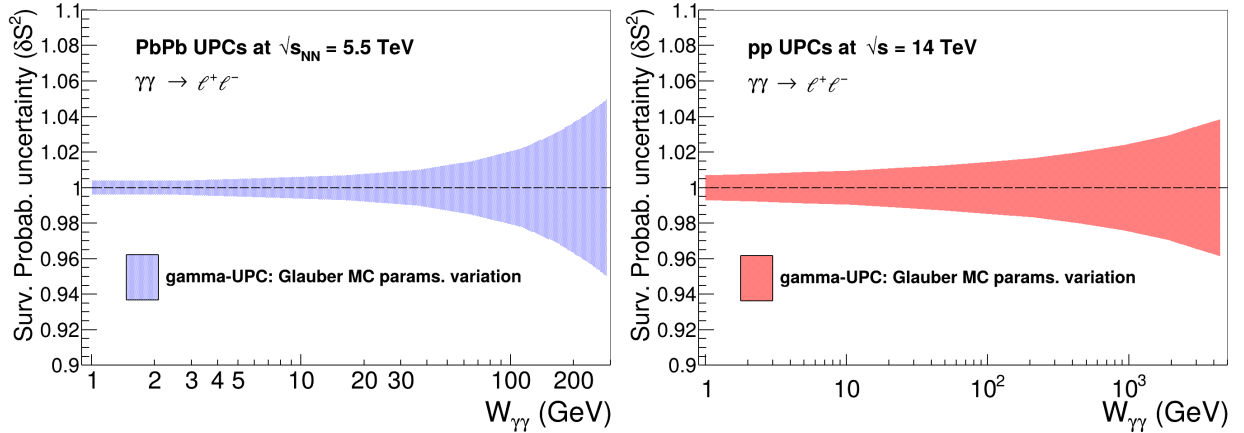 Surv. Probab. uncertainty (δS²)
1.1
1.08
1.06
1.04
1.02
1
0.98
0.96
0.94
0.92
0.9
PbPb UPCs at √sNN = 5.5 TeV
γγ → ℓ⁺ℓ⁻
gamma-UPC: Glauber MC params. variation
1 2 3 4 5 10 20 30 100 200
Wγγ (GeV)
Surv. Probab. uncertainty (δS²)
1.1
1.08
1.06
1.04
1.02
1
0.98
0.96
0.94
0.92
0.9
pp UPCs at √s = 14 TeV
γγ → ℓ⁺ℓ⁻
gamma-UPC: Glauber MC params. variation
1 10 10² 10³
Wγγ (GeV)